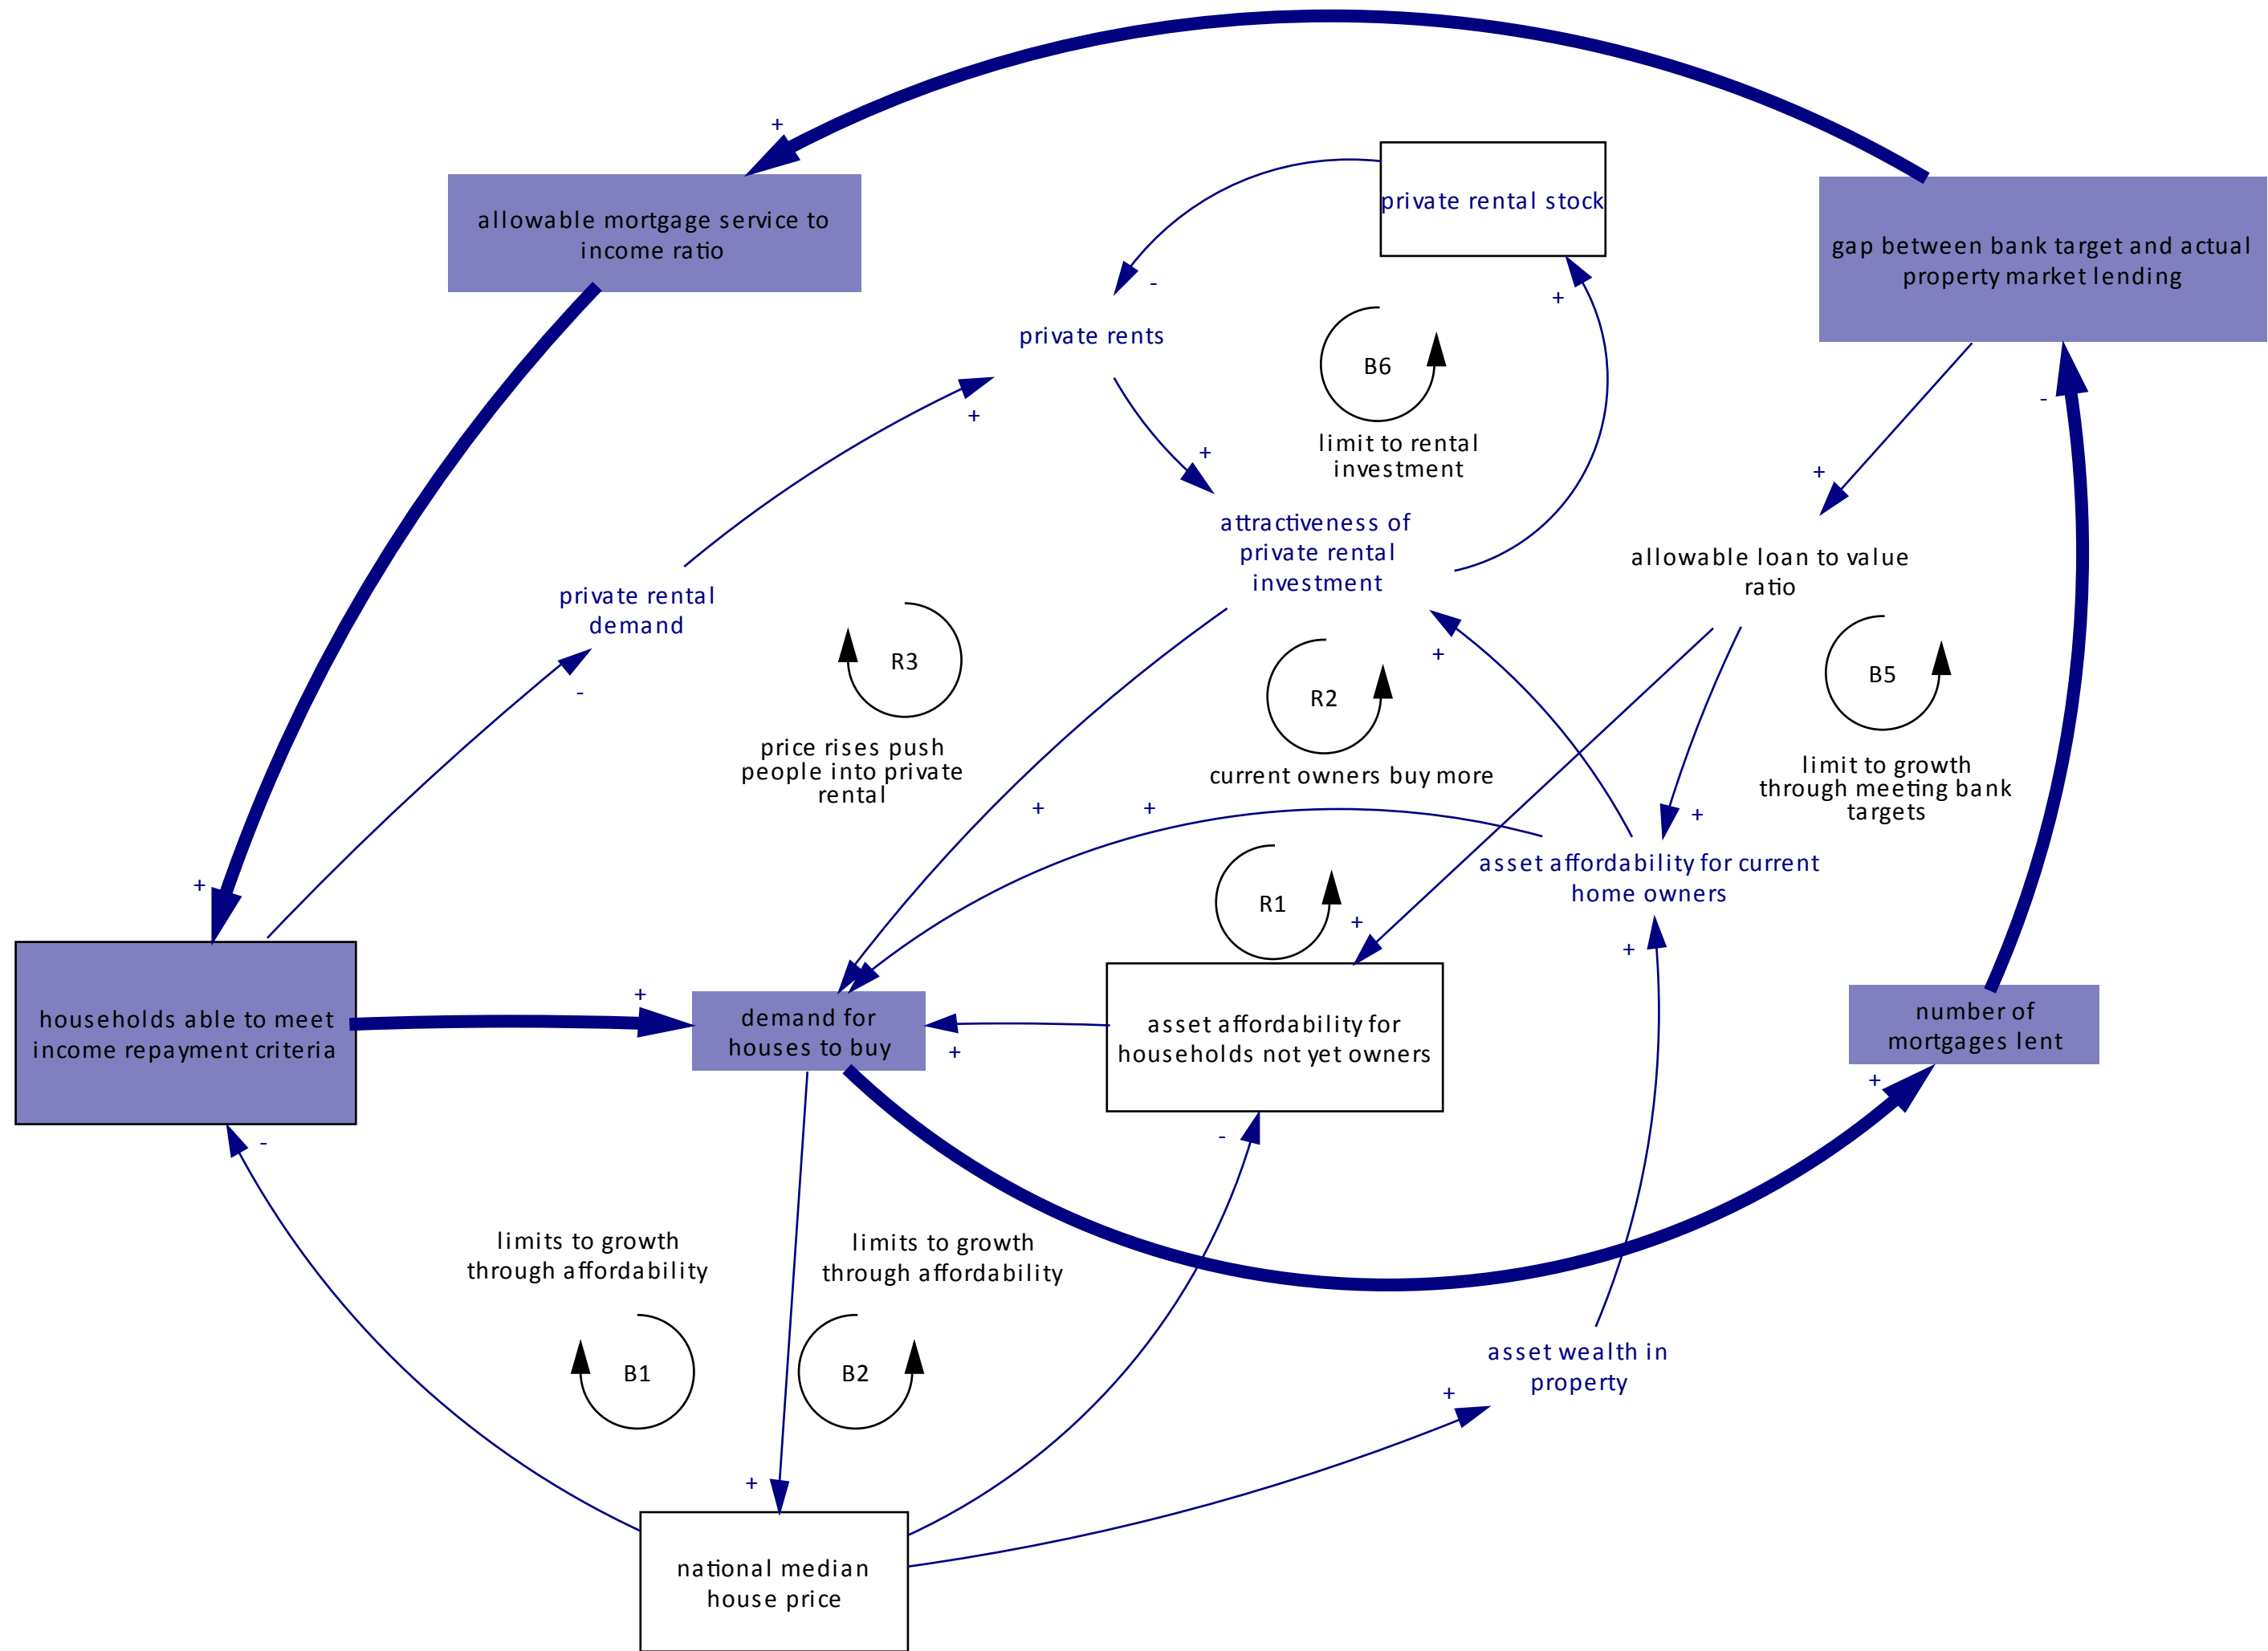 +
allowable mortgage service to
income ratio
private rental stock
gap between bank target and actual
property market lending
-
+
private rents
B6
limit to rental
investment
+
-
+
+
attractiveness of
private rental
investment
allowable loan to value
ratio
private rental
demand
-
R3
price rises push
people into private
rental
R2
current owners buy more
+
B5
limit to growth
through meeting bank
targets
+
+
+
asset affordability for current
home owners
R1
+
+
+
households able to meet
income repayment criteria
+
demand for
houses to buy
+
asset affordability for
households not yet owners
number of
mortgages lent
+
-
-
limits to growth
through affordability
limits to growth
through affordability
B1
B2
asset wealth in
property
+
+
national median
house price